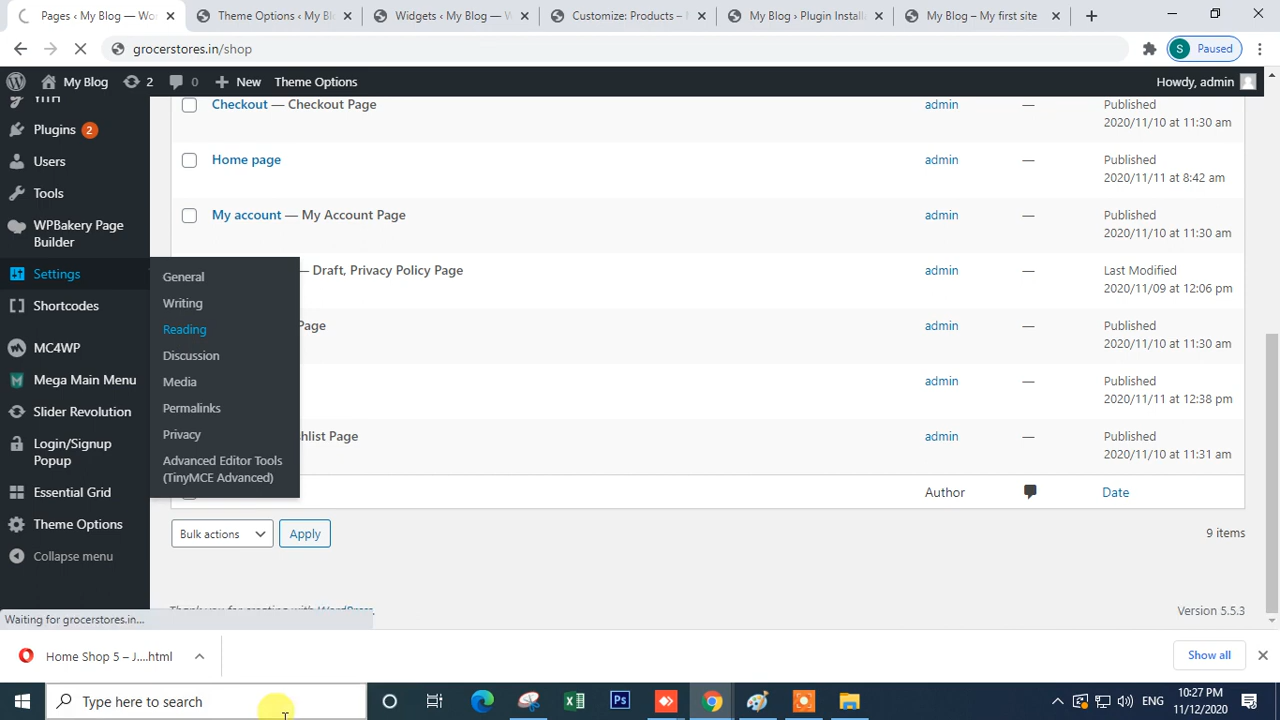 Pages ‹ My Blog — Wo
Theme Options ‹ My Bl
Widgets ‹ My Blog — W
Customize: Products –
My Blog › Plugin Install
My Blog – My first site
grocerstores.in/shop
S Paused
My Blog 2 0 New Theme Options
Howdy, admin
YITH
Plugins 2
Users
Tools
WPBakery Page
Builder
Settings
Shortcodes
MC4WP
Mega Main Menu
Slider Revolution
Login/Signup
Popup
Essential Grid
Theme Options
Collapse menu
General
Writing
Reading
Discussion
Media
Permalinks
Privacy
Advanced Editor Tools
(TinyMCE Advanced)
Checkout — Checkout Page admin — Published
2020/11/10 at 11:30 am
Home page admin — Published
2020/11/11 at 8:42 am
My account — My Account Page admin — Published
2020/11/10 at 11:30 am
— Draft, Privacy Policy Page admin — Last Modified
2020/11/09 at 12:06 pm
Page admin — Published
2020/11/10 at 11:30 am
admin — Published
2020/11/11 at 12:38 pm
hlist Page admin — Published
2020/11/10 at 11:31 am
Author Date
Bulk actions Apply 9 items
Thank you for creating with WordPress.
Version 5.5.3
Waiting for grocerstores.in...
Home Shop 5 – J....html
Show all
Type here to search
Ps
ENG
10:27 PM
11/12/2020